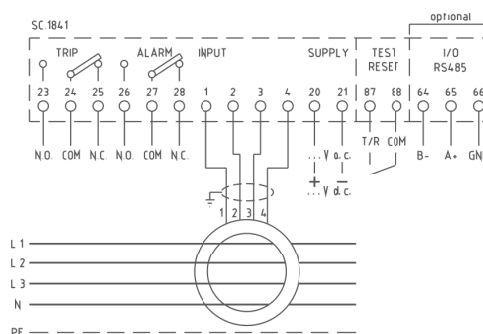 optional
SC.1841
TRIP ALARM INPUT SUPPLY TEST I/O
RESET RS485
23 24 25 26 27 28 1 2 3 4 20 21 87 88 64 65 66
T/R COM
N.O. COM N.C. N.O. COM N.C. ...V a.c. B- A+ GN
+ -
...V d.c.
1 2 3 4
L 1
L 2
L 3
N
PE